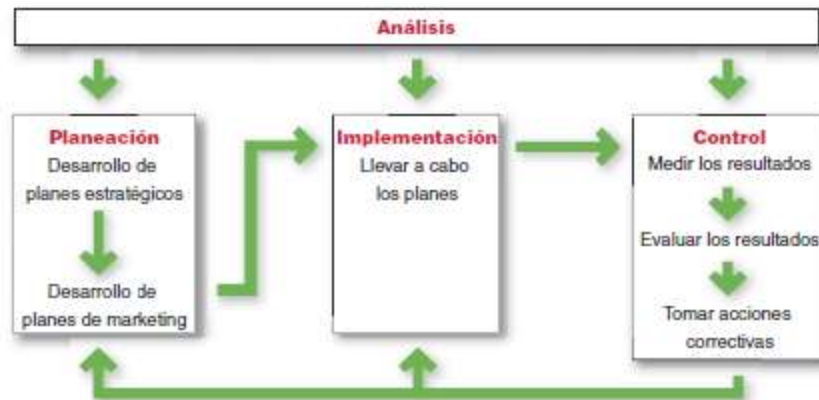 Análisis
Planeación
Desarrollo de
planes estratégicos
Desarrollo de
planes de marketing
Implementación
Llevar a cabo
los planes
Control
Medir los resultados
Evaluar los resultados
Tomar acciones
correctivas